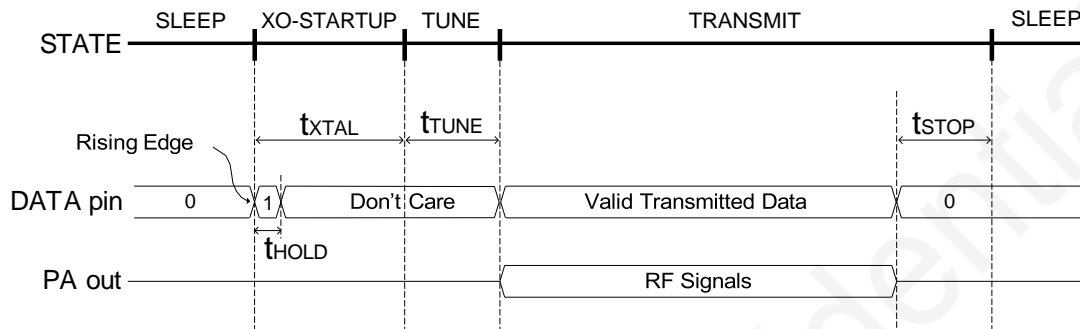 SLEEP XO-STARTUP TUNE TRANSMIT SLEEP
STATE
tXTAL tTUNE tSTOP
Rising Edge
DATA pin 0 1 Don't Care Valid Transmitted Data 0
tHOLD
PA out RF Signals